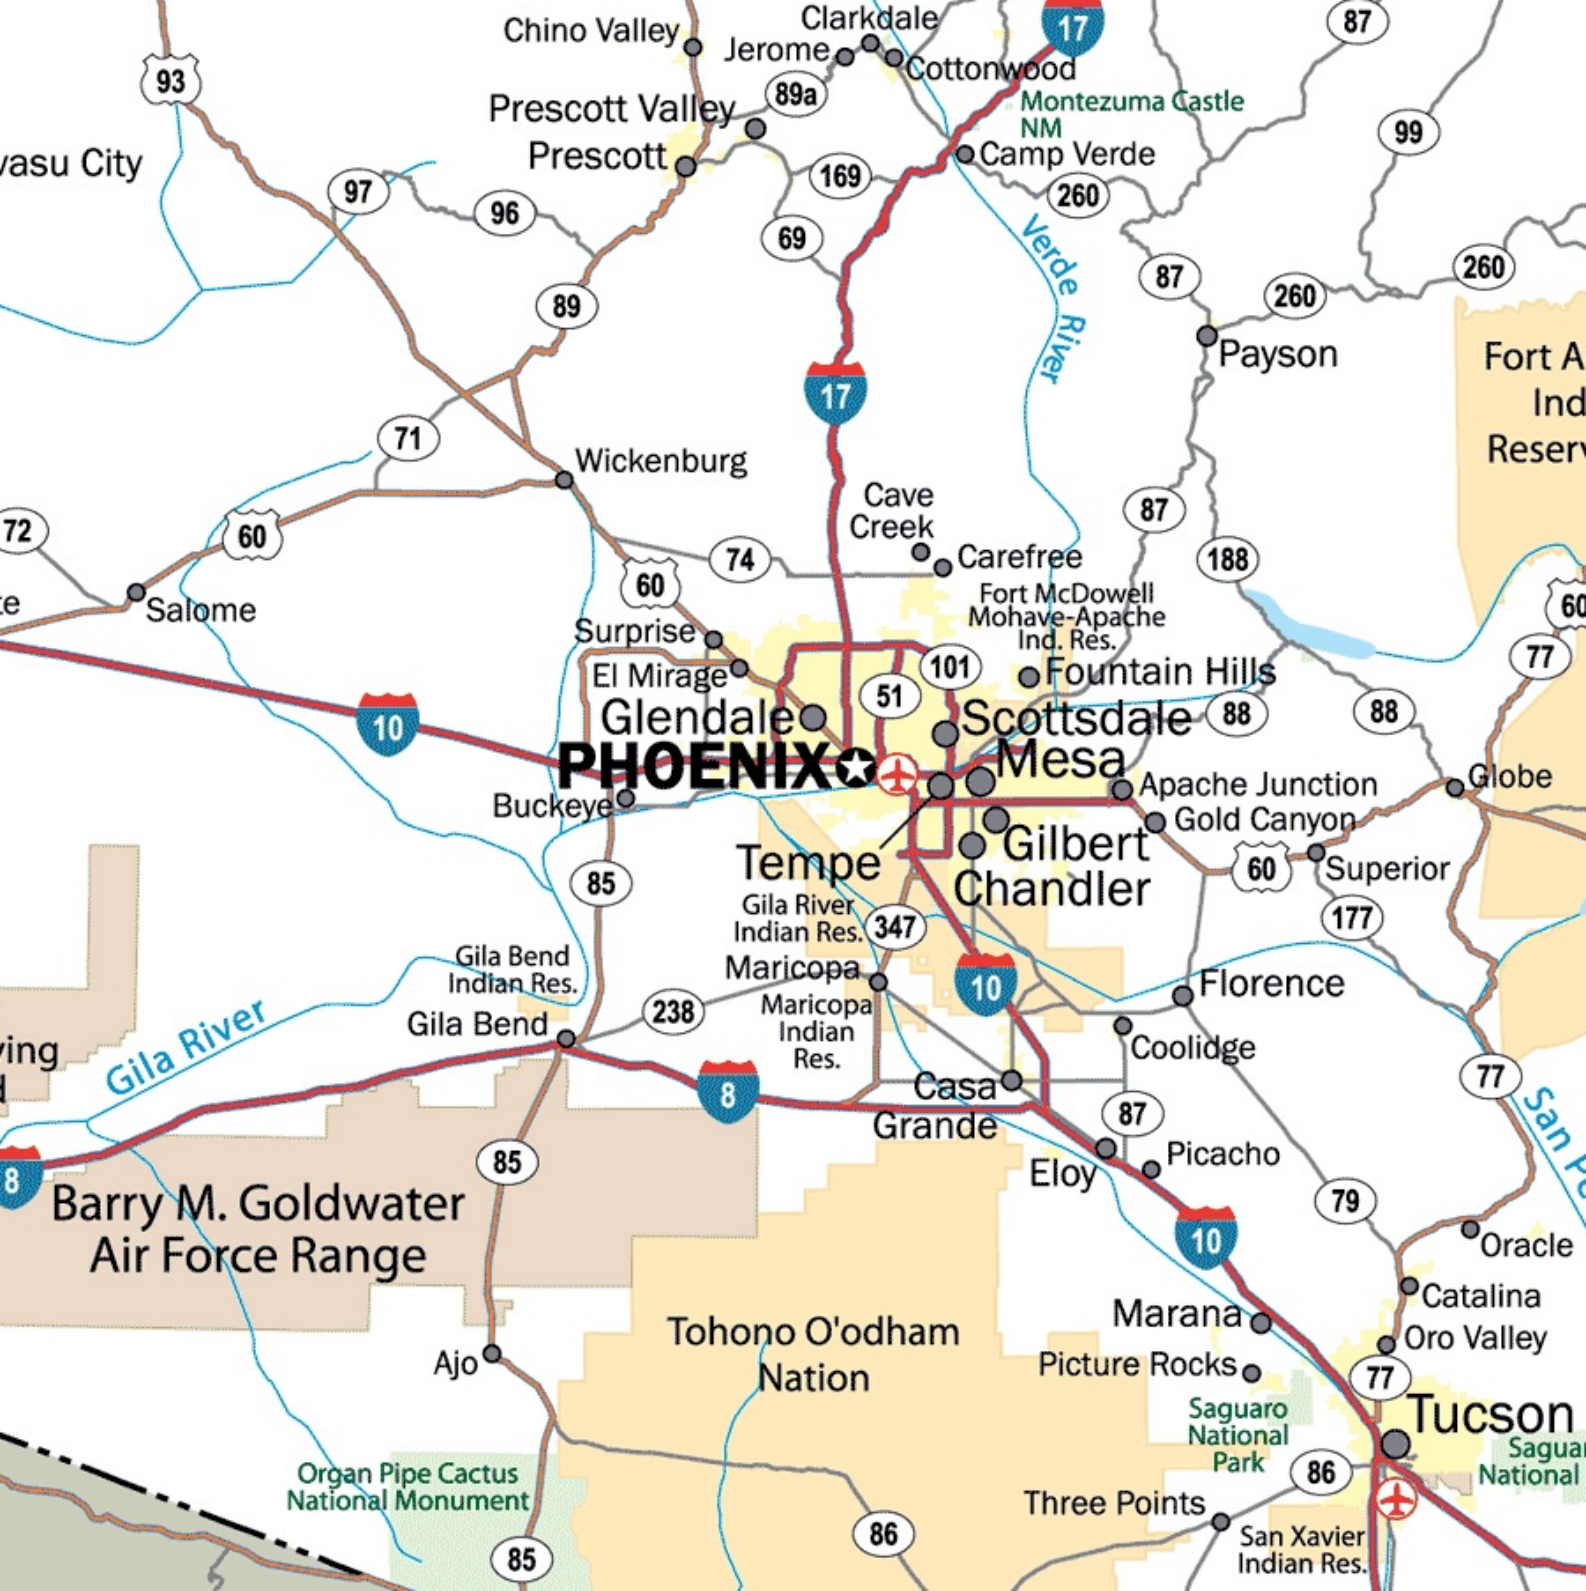 Chino Valley
Clarkdale
Jerome
Cottonwood
17
87
93
89a
Prescott Valley
Montezuma Castle
NM
99
Prescott
Camp Verde
vasu City
97
96
169
260
69
Verde River
87
260
260
89
Payson
Fort A
Ind
Reserv
17
71
Wickenburg
72
60
Cave
Creek
87
74
Carefree
188
60
Fort McDowell
Mohave-Apache
Ind. Res.
60
te
Salome
Surprise
El Mirage
101
Fountain Hills
77
51
10
Glendale
Scottsdale
88
88
PHOENIX
Mesa
Buckeye
Apache Junction
Globe
Gold Canyon
Tempe
Gilbert
Chandler
60
Superior
85
Gila River
Indian Res.
347
177
Gila Bend
Indian Res.
Maricopa
10
Florence
Gila River
Gila Bend
238
Maricopa
Indian
Res.
ying
d
Coolidge
8
Casa
Grande
87
77
San Pe
8
85
Eloy
Picacho
Barry M. Goldwater
Air Force Range
79
10
Oracle
Catalina
Marana
Oro Valley
Tohono O'odham
Nation
Ajo
Picture Rocks
77
Saguaro
National
Park
Tucson
Saguar
National
Organ Pipe Cactus
National Monument
86
Three Points
86
San Xavier
Indian Res.
85